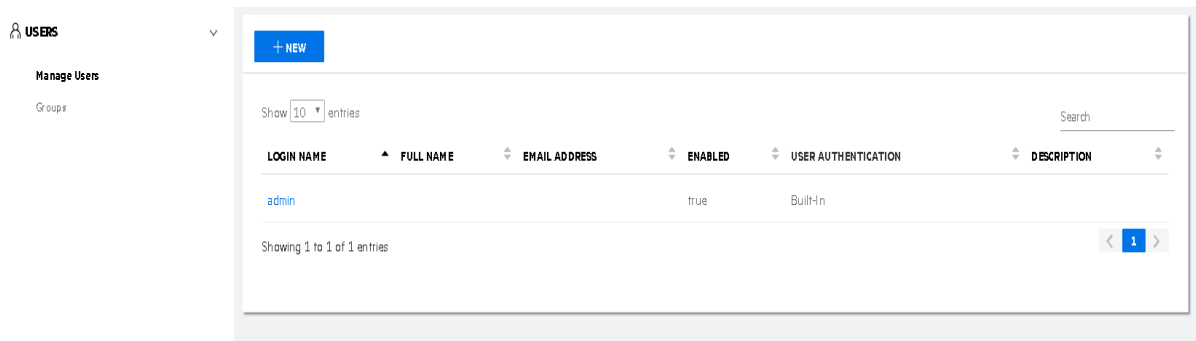 USERS
+ NEW
Manage Users
Groups
Show 10 entries
Search
LOGIN NAME FULL NAME EMAIL ADDRESS ENABLED USER AUTHENTICATION DESCRIPTION
admin true Built-In
Showing 1 to 1 of 1 entries
1